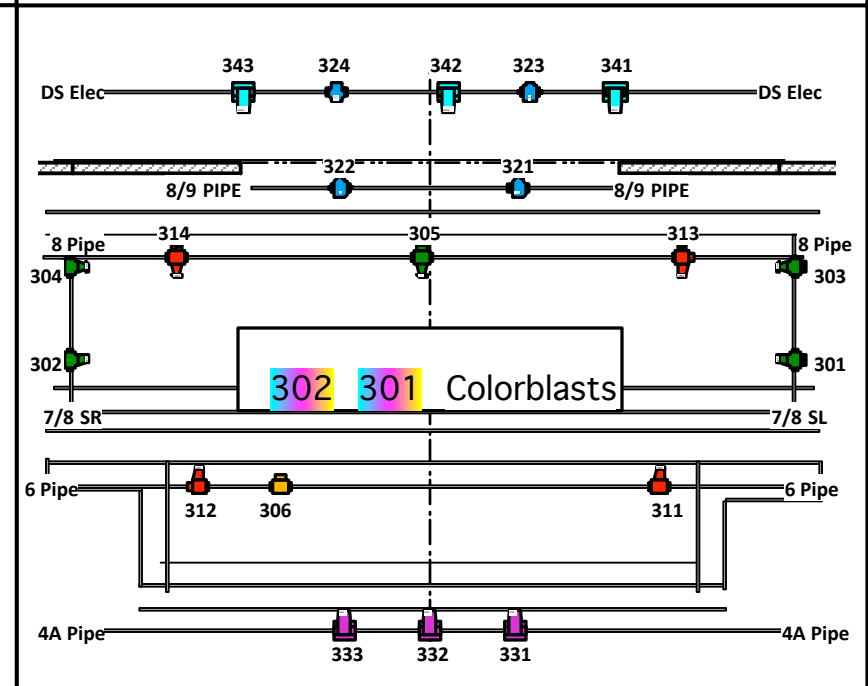 343 324 342 323 341
DS Elec DS Elec
322 321
8/9 PIPE 8/9 PIPE
314 305 313
8 Pipe 8 Pipe
304 303
302 301
302 301 Colorblasts
7/8 SR 7/8 SL
6 Pipe 6 Pipe
312 306 311
4A Pipe 4A Pipe
333 332 331